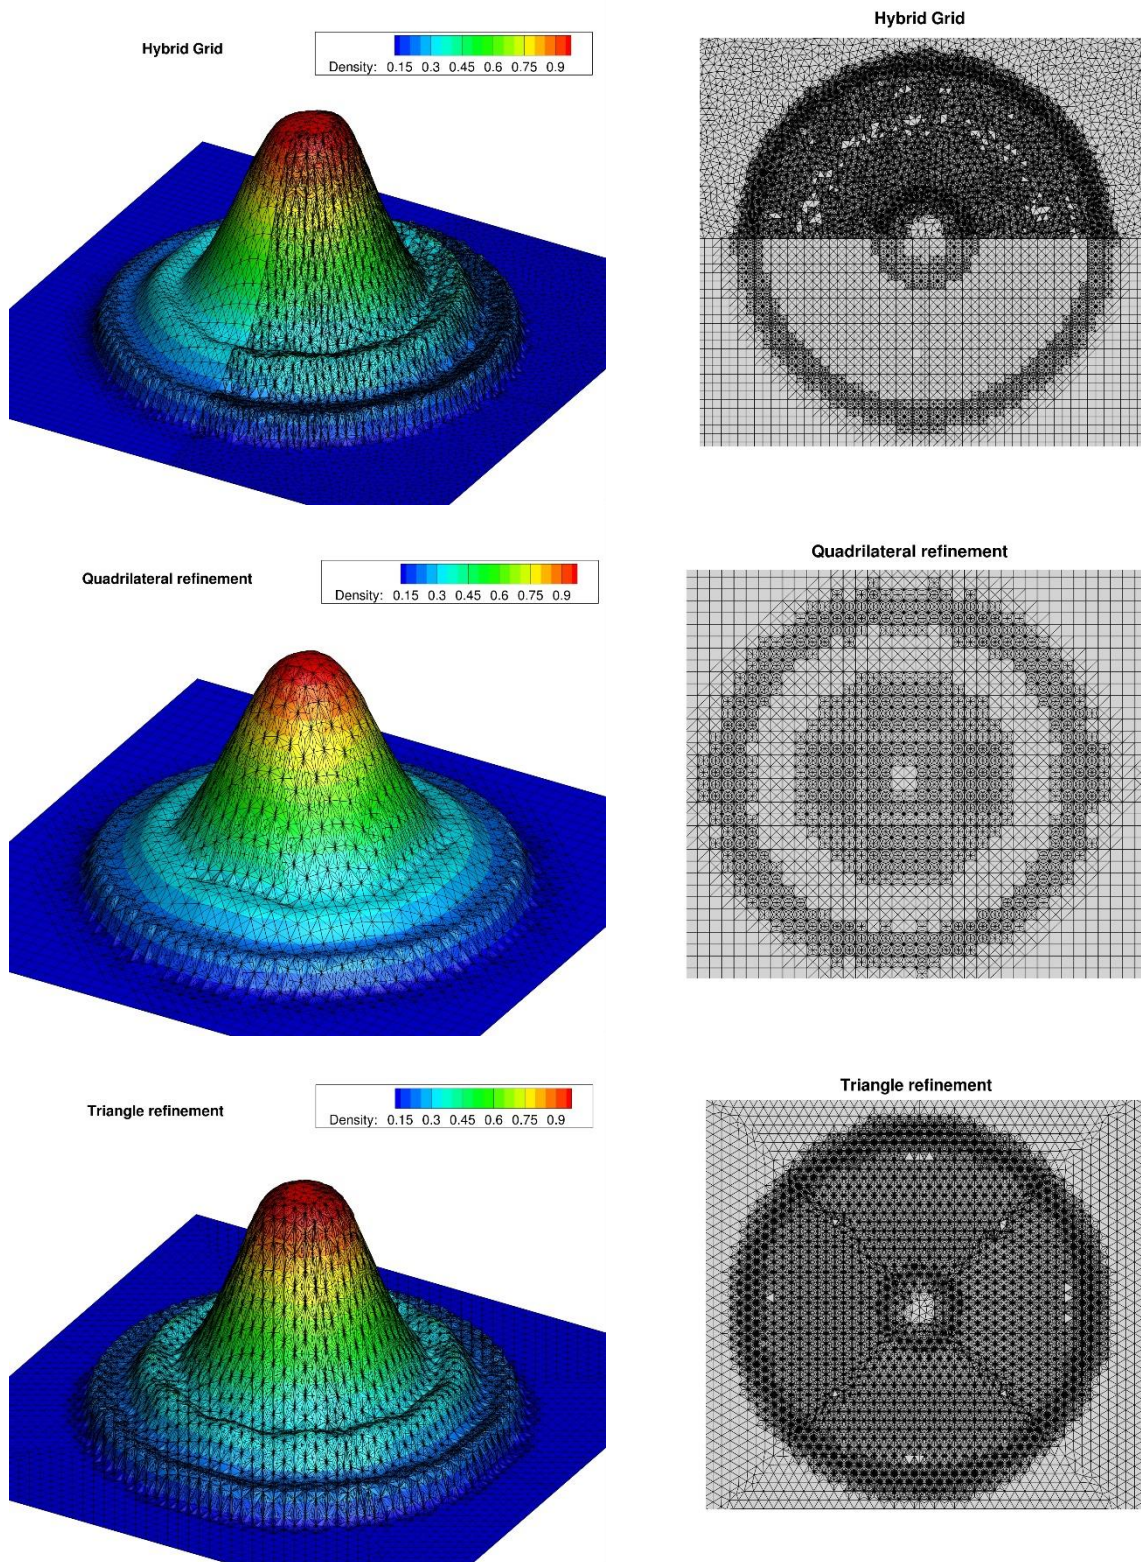 Hybrid Grid
Density: 0.15 0.3 0.45 0.6 0.75 0.9
Hybrid Grid
Quadrilateral refinement
Density: 0.15 0.3 0.45 0.6 0.75 0.9
Quadrilateral refinement
Triangle refinement
Density: 0.15 0.3 0.45 0.6 0.75 0.9
Triangle refinement